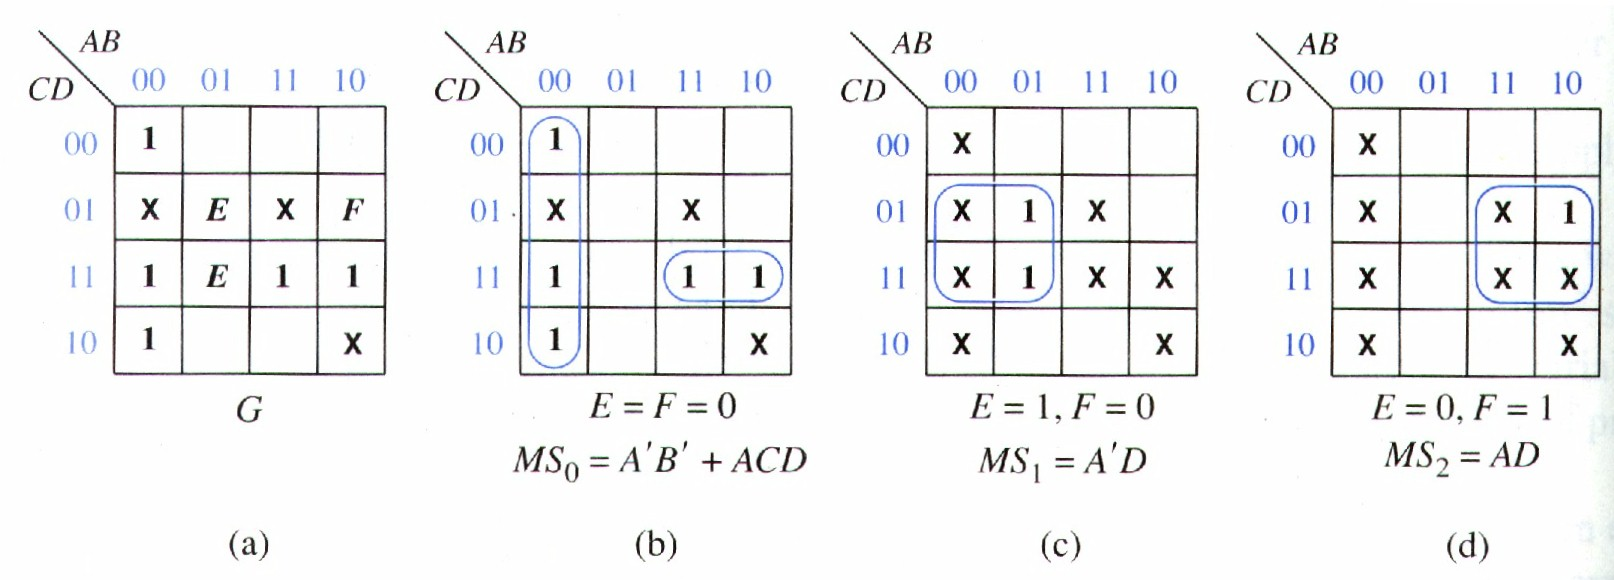 AB AB AB AB
CD 00 01 11 10 CD 00 01 11 10 CD 00 01 11 10 CD 00 01 11 10
00 1 00 1 00 X 00 X
01 X E X F 01 X X 01 X 1 X 01 X X 1
11 1 E 1 1 11 1 1 1 11 X 1 X X 11 X X X
10 1 X 10 1 X 10 X X 10 X X
G E = F = 0 E = 1, F = 0 E = 0, F = 1
MS₀ = A′B′ + ACD MS₁ = A′D MS₂ = AD
(a) (b) (c) (d)